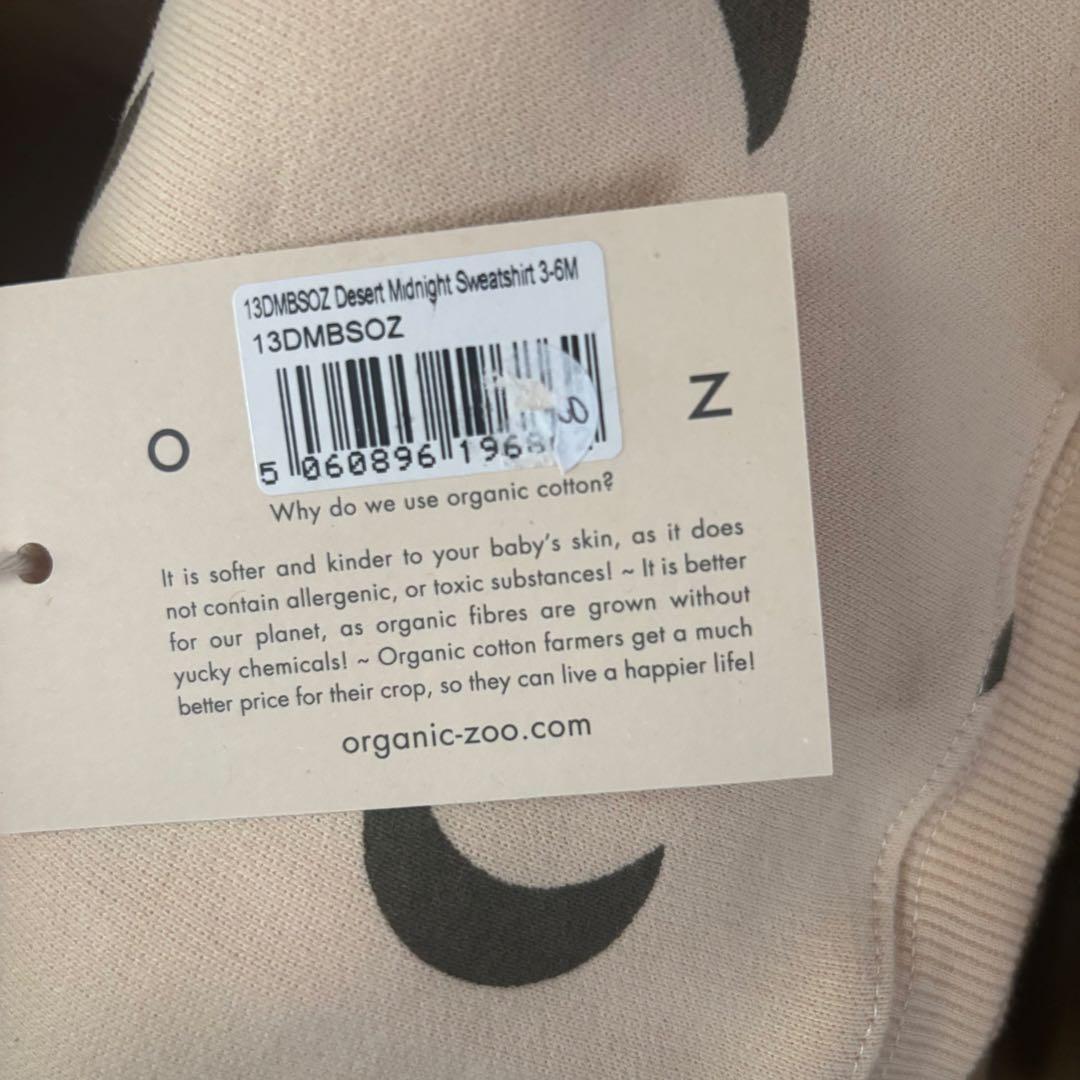 13DMBSOZ Desert Midnight Sweatshirt 3-6M
13DMBSOZ
5 060896 1968
O Z
Why do we use organic cotton?
It is softer and kinder to your baby's skin, as it does
not contain allergenic, or toxic substances! ~ It is better
for our planet, as organic fibres are grown without
yucky chemicals! ~ Organic cotton farmers get a much
better price for their crop, so they can live a happier life!
organic-zoo.com